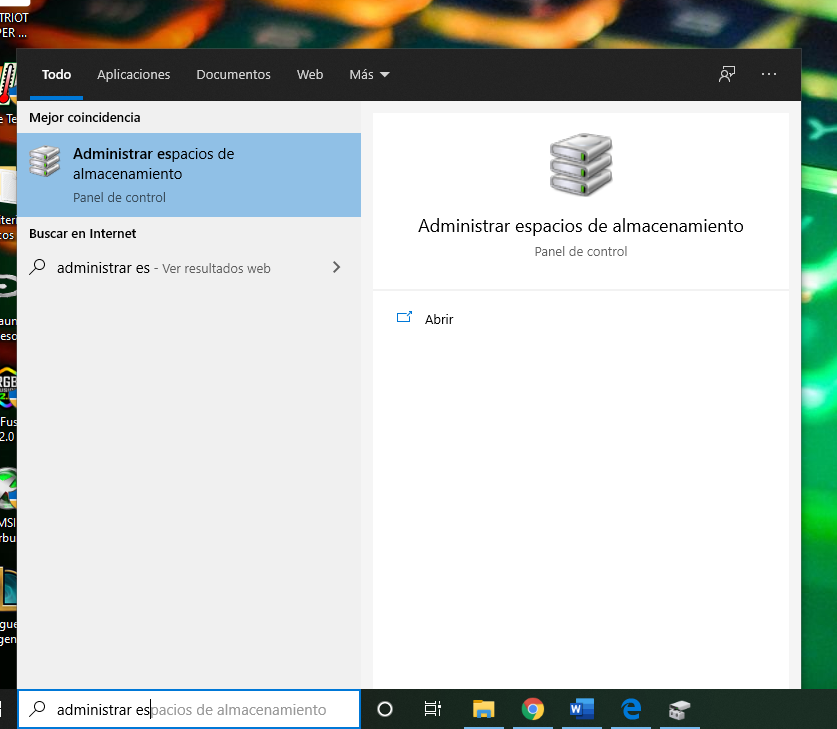 TRIOT
PER ...
Todo
Aplicaciones
Documentos
Web
Más
Mejor coincidencia
Administrar espacios de
almacenamiento
Panel de control
Buscar en Internet
administrar es - Ver resultados web
Administrar espacios de almacenamiento
Panel de control
Abrir
e Te
iteri
cos
aun
eso
RGB
Fus
2.0
MSI
rbu
gue
gen
administrar espacios de almacenamiento